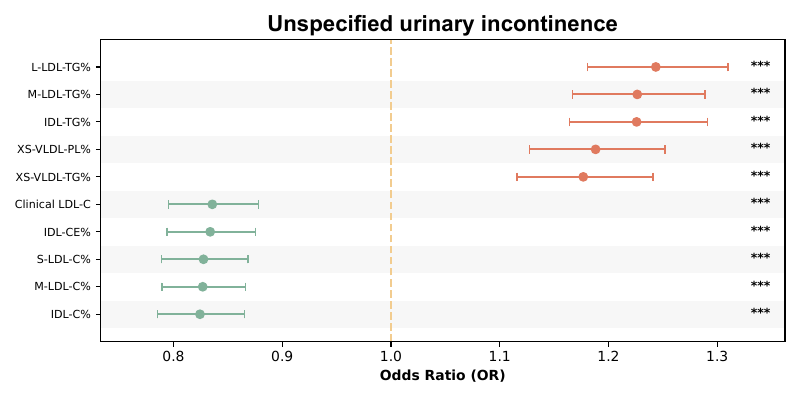 Unspecified urinary incontinence
L-LDL-TG% ***
M-LDL-TG% ***
IDL-TG% ***
XS-VLDL-PL% ***
XS-VLDL-TG% ***
Clinical LDL-C ***
IDL-CE% ***
S-LDL-C% ***
M-LDL-C% ***
IDL-C% ***
0.8 0.9 1.0 1.1 1.2 1.3
Odds Ratio (OR)